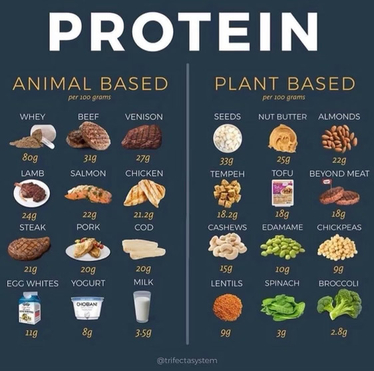 PROTEIN
ANIMAL BASED
per 100 grams
WHEY BEEF VENISON
80g 31g 27g
LAMB SALMON CHICKEN
24g 22g 21.2g
STEAK PORK COD
21g 20g 20g
EGG WHITES YOGURT MILK
CHOBANI
11g 8g 3.5g
PLANT BASED
per 100 grams
SEEDS NUT BUTTER ALMONDS
33g 25g 22g
TEMPEH TOFU BEYOND MEAT
18.2g 18g 18g
CASHEWS EDAMAME CHICKPEAS
15g 10g 9g
LENTILS SPINACH BROCCOLI
9g 3g 2.8g
@trifectasystem